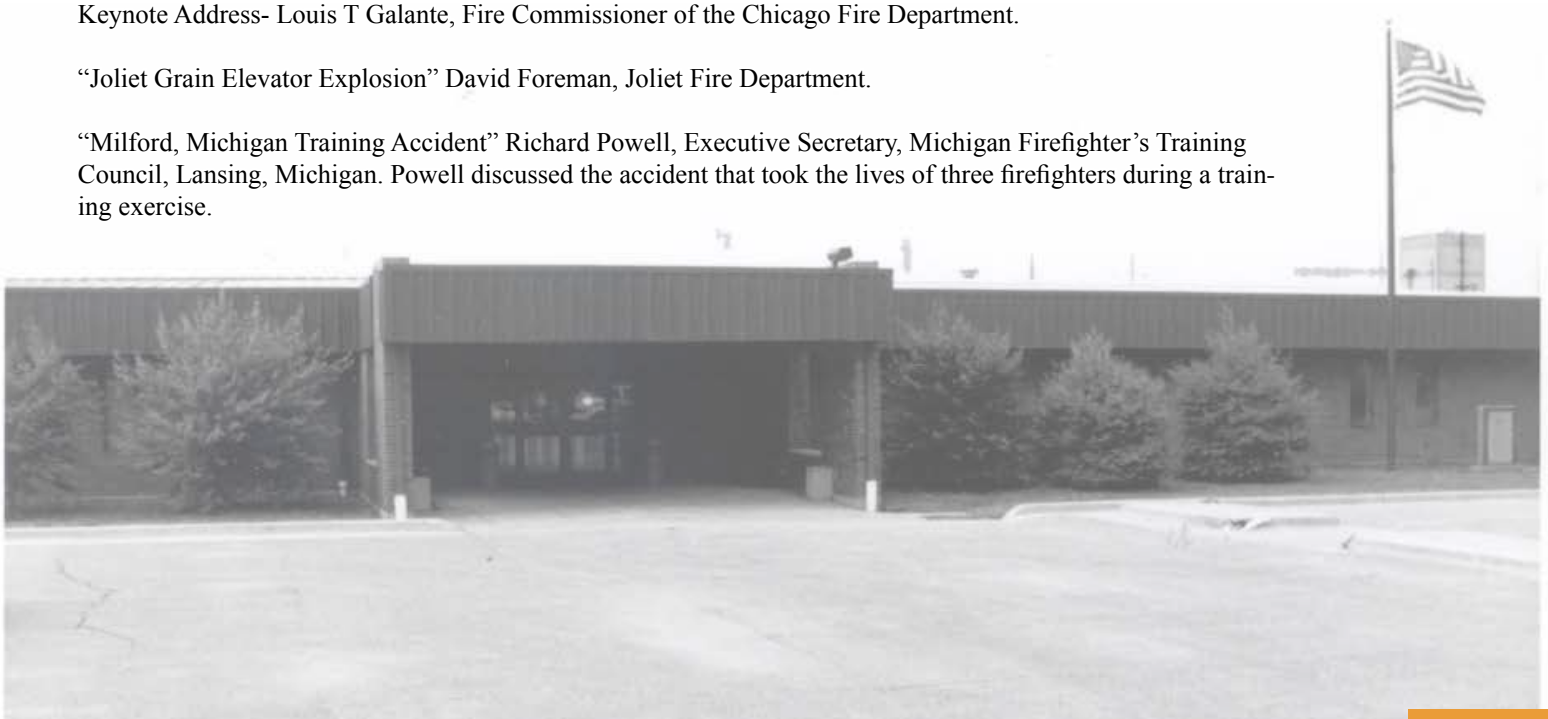 Keynote Address- Louis T Galante, Fire Commissioner of the Chicago Fire Department.
“Joliet Grain Elevator Explosion” David Foreman, Joliet Fire Department.
“Milford, Michigan Training Accident” Richard Powell, Executive Secretary, Michigan Firefighter’s Training
Council, Lansing, Michigan. Powell discussed the accident that took the lives of three firefighters during a train-
ing exercise.